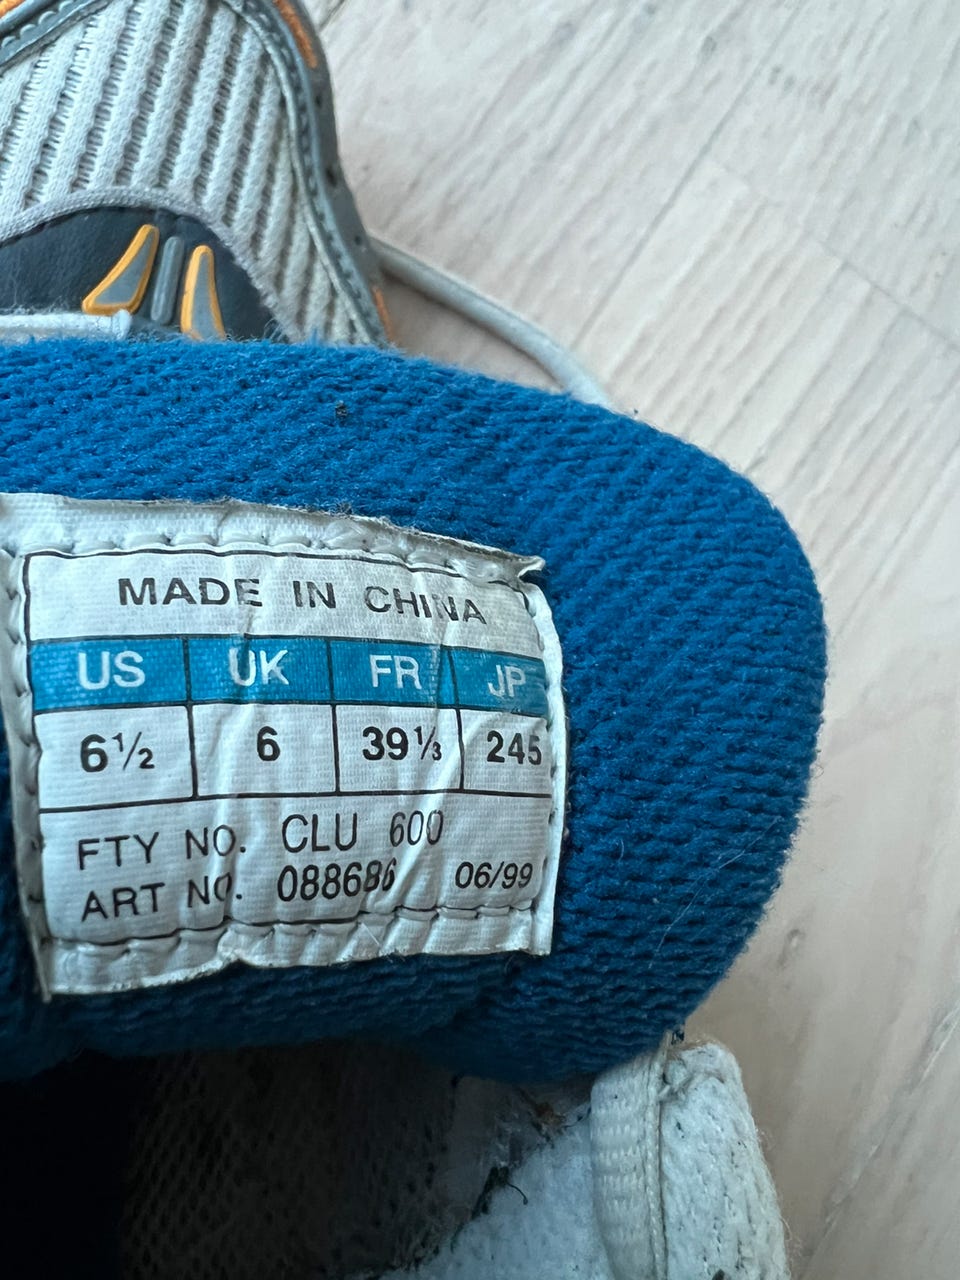 MADE IN CHINA
US UK FR JP
6½ 6 39⅓ 245
FTY NO. CLU 600
ART NO. 088686 06/99